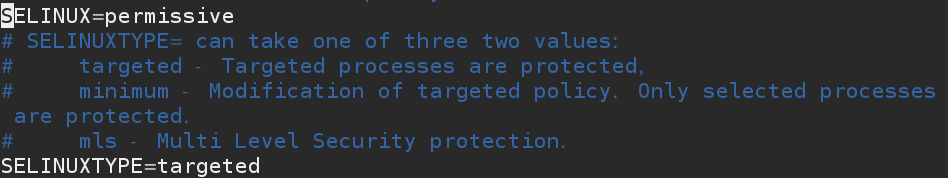 SELINUX=permissive
# SELINUXTYPE= can take one of three two values:
#     targeted - Targeted processes are protected,
#     minimum - Modification of targeted policy. Only selected processes
are protected.
#     mls - Multi Level Security protection.
SELINUXTYPE=targeted